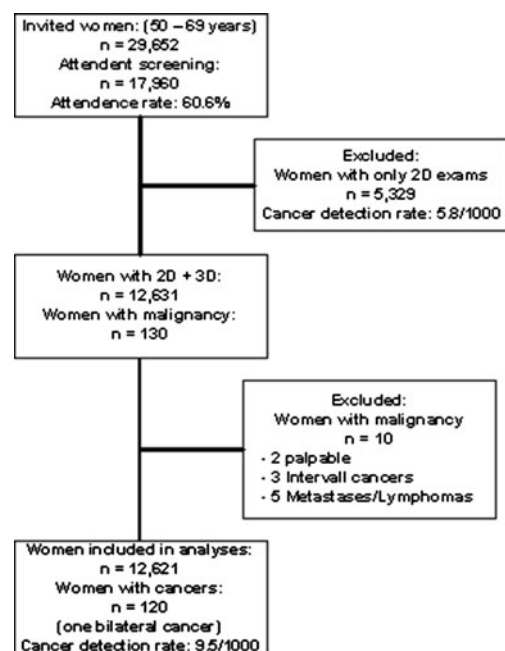 Invited women: (50 – 69 years)
n = 29,652
Attendent screening:
n = 17,960
Attendence rate: 60.6%
Excluded:
Women with only 2D exams
n = 5,329
Cancer detection rate: 5.8/1000
Women with 2D + 3D:
n = 12,631
Women with malignancy:
n = 130
Excluded:
Women with malignancy
n = 10
- 2 palpable
- 3 Intervall cancers
- 5 Metastases/Lymphomas
Women included in analyses:
n = 12,621
Women with cancers:
n = 120
(one bilateral cancer)
Cancer detection rate: 9.5/1000